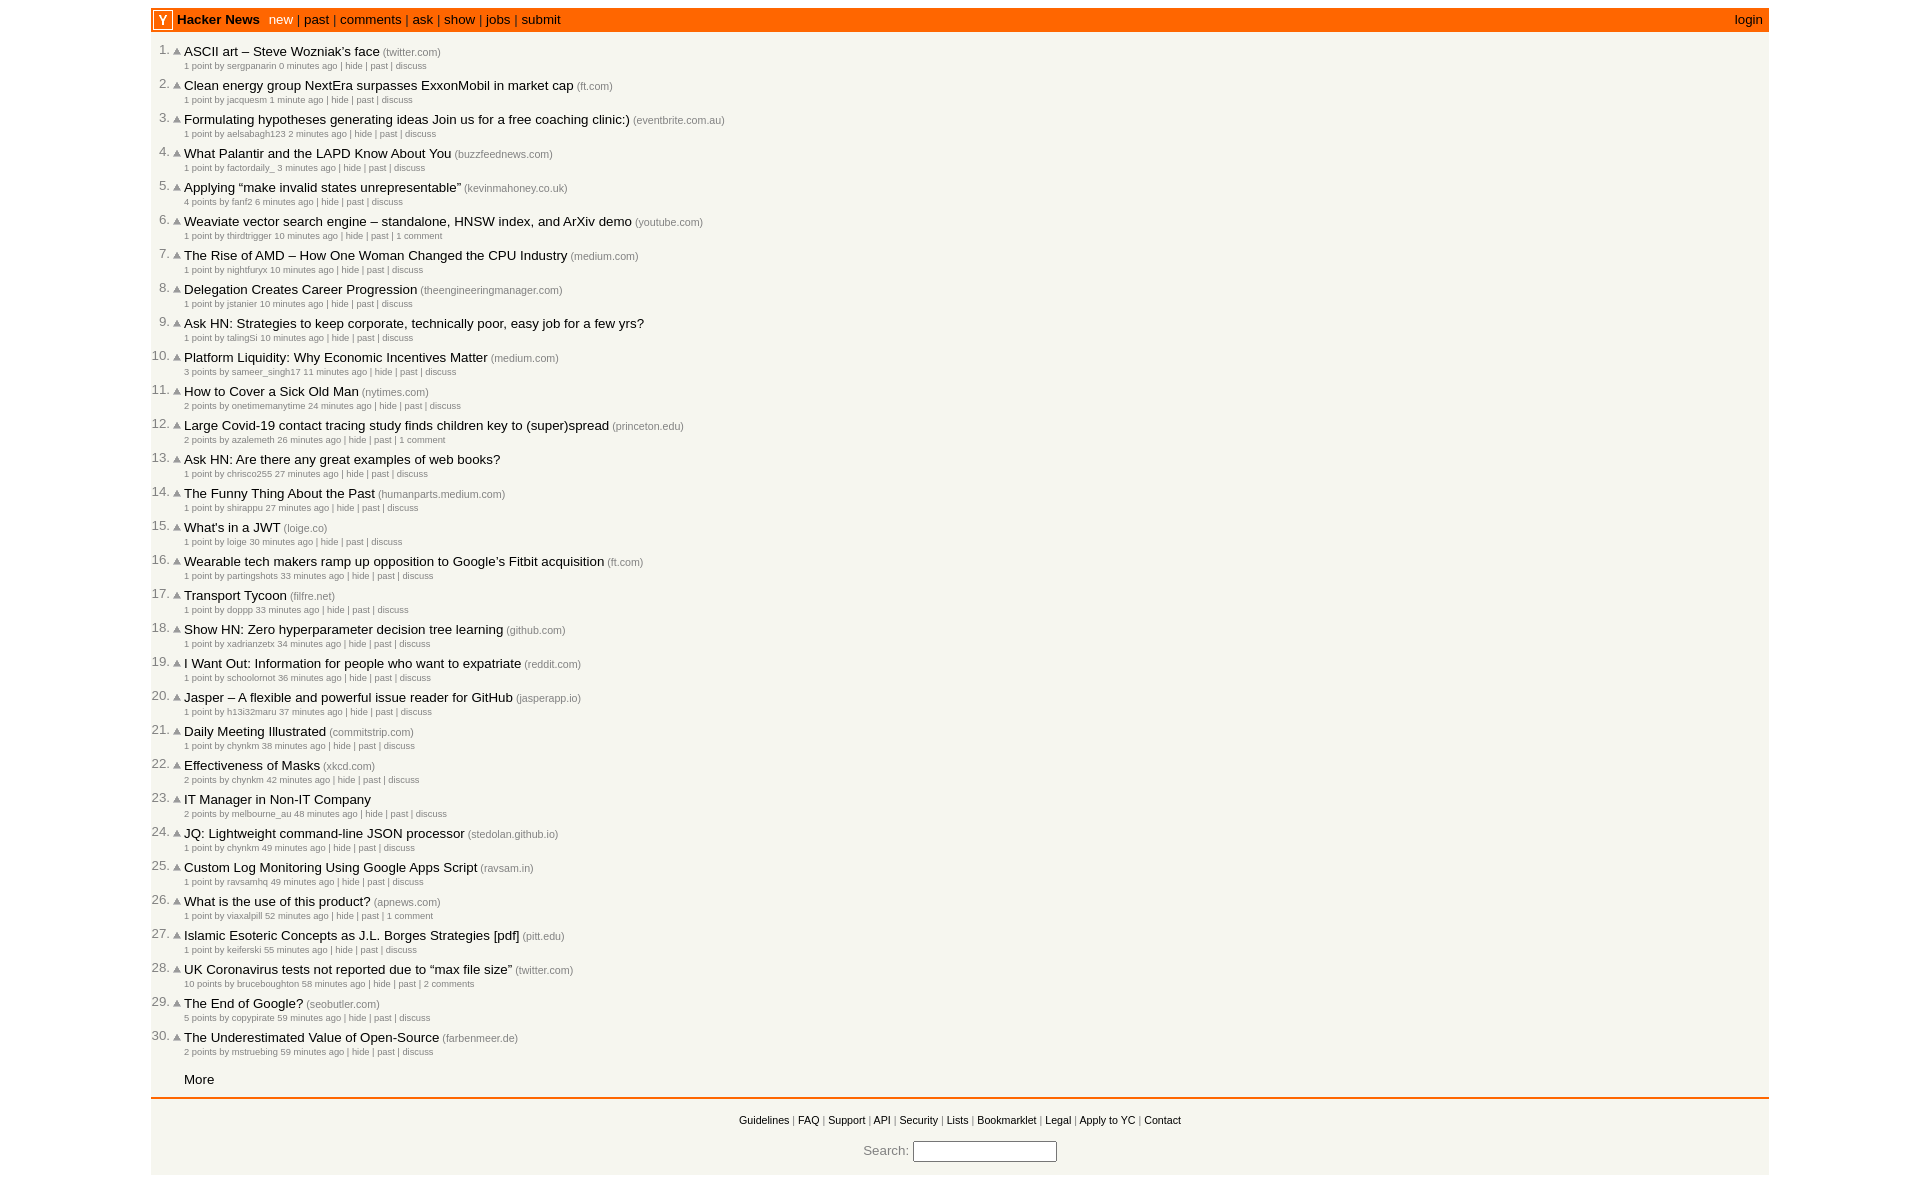 Y Hacker News new | past | comments | ask | show | jobs | submit login
1. ASCII art – Steve Wozniak’s face (twitter.com)
1 point by sergpanarin 0 minutes ago | hide | past | discuss
2. Clean energy group NextEra surpasses ExxonMobil in market cap (ft.com)
1 point by jacquesm 1 minute ago | hide | past | discuss
3. Formulating hypotheses generating ideas Join us for a free coaching clinic:) (eventbrite.com.au)
1 point by aelsabagh123 2 minutes ago | hide | past | discuss
4. What Palantir and the LAPD Know About You (buzzfeednews.com)
1 point by factordaily_ 3 minutes ago | hide | past | discuss
5. Applying “make invalid states unrepresentable” (kevinmahoney.co.uk)
4 points by fanf2 6 minutes ago | hide | past | discuss
6. Weaviate vector search engine – standalone, HNSW index, and ArXiv demo (youtube.com)
1 point by thirdtrigger 10 minutes ago | hide | past | 1 comment
7. The Rise of AMD – How One Woman Changed the CPU Industry (medium.com)
1 point by nightfuryx 10 minutes ago | hide | past | discuss
8. Delegation Creates Career Progression (theengineeringmanager.com)
1 point by jstanier 10 minutes ago | hide | past | discuss
9. Ask HN: Strategies to keep corporate, technically poor, easy job for a few yrs?
1 point by talingSi 10 minutes ago | hide | past | discuss
10. Platform Liquidity: Why Economic Incentives Matter (medium.com)
3 points by sameer_singh17 11 minutes ago | hide | past | discuss
11. How to Cover a Sick Old Man (nytimes.com)
2 points by onetimemanytime 24 minutes ago | hide | past | discuss
12. Large Covid-19 contact tracing study finds children key to (super)spread (princeton.edu)
2 points by azalemeth 26 minutes ago | hide | past | 1 comment
13. Ask HN: Are there any great examples of web books?
1 point by chrisco255 27 minutes ago | hide | past | discuss
14. The Funny Thing About the Past (humanparts.medium.com)
1 point by shirappu 27 minutes ago | hide | past | discuss
15. What's in a JWT (loige.co)
1 point by loige 30 minutes ago | hide | past | discuss
16. Wearable tech makers ramp up opposition to Google’s Fitbit acquisition (ft.com)
1 point by partingshots 33 minutes ago | hide | past | discuss
17. Transport Tycoon (filfre.net)
1 point by doppp 33 minutes ago | hide | past | discuss
18. Show HN: Zero hyperparameter decision tree learning (github.com)
1 point by xadrianzetx 34 minutes ago | hide | past | discuss
19. I Want Out: Information for people who want to expatriate (reddit.com)
1 point by schoolornot 36 minutes ago | hide | past | discuss
20. Jasper – A flexible and powerful issue reader for GitHub (jasperapp.io)
1 point by h13i32maru 37 minutes ago | hide | past | discuss
21. Daily Meeting Illustrated (commitstrip.com)
1 point by chynkm 38 minutes ago | hide | past | discuss
22. Effectiveness of Masks (xkcd.com)
2 points by chynkm 42 minutes ago | hide | past | discuss
23. IT Manager in Non-IT Company
2 points by melbourne_au 48 minutes ago | hide | past | discuss
24. JQ: Lightweight command-line JSON processor (stedolan.github.io)
1 point by chynkm 49 minutes ago | hide | past | discuss
25. Custom Log Monitoring Using Google Apps Script (ravsam.in)
1 point by ravsamhq 49 minutes ago | hide | past | discuss
26. What is the use of this product? (apnews.com)
1 point by viaxalpill 52 minutes ago | hide | past | 1 comment
27. Islamic Esoteric Concepts as J.L. Borges Strategies [pdf] (pitt.edu)
1 point by keiferski 55 minutes ago | hide | past | discuss
28. UK Coronavirus tests not reported due to “max file size” (twitter.com)
10 points by bruceboughton 58 minutes ago | hide | past | 2 comments
29. The End of Google? (seobutler.com)
5 points by copypirate 59 minutes ago | hide | past | discuss
30. The Underestimated Value of Open-Source (farbenmeer.de)
2 points by mstruebing 59 minutes ago | hide | past | discuss
More
Guidelines | FAQ | Support | API | Security | Lists | Bookmarklet | Legal | Apply to YC | Contact
Search: